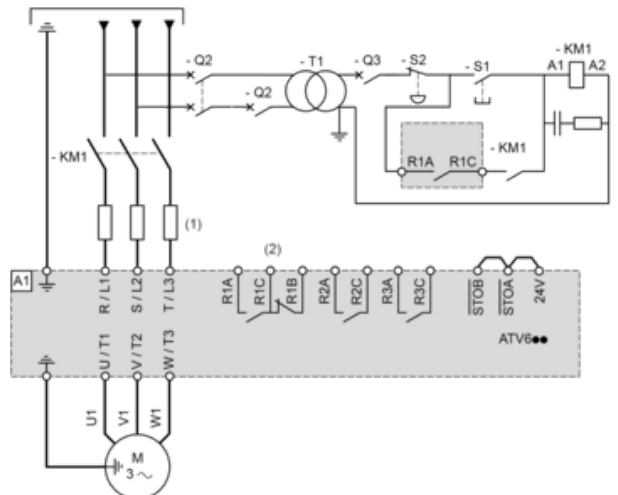 - Q2
- T1
- Q3
- S2
- S1
- KM1
A1
A2
- Q2
- KM1
R1A
R1C
- KM1
(1)
(2)
A1
R / L1
S / L2
T / L3
R1A
R1C
R1B
R2A
R2C
R3A
R3C
STOB
STOA
24V
ATV6●●
U / T1
V / T2
W / T3
U1
V1
W1
M
3 ~